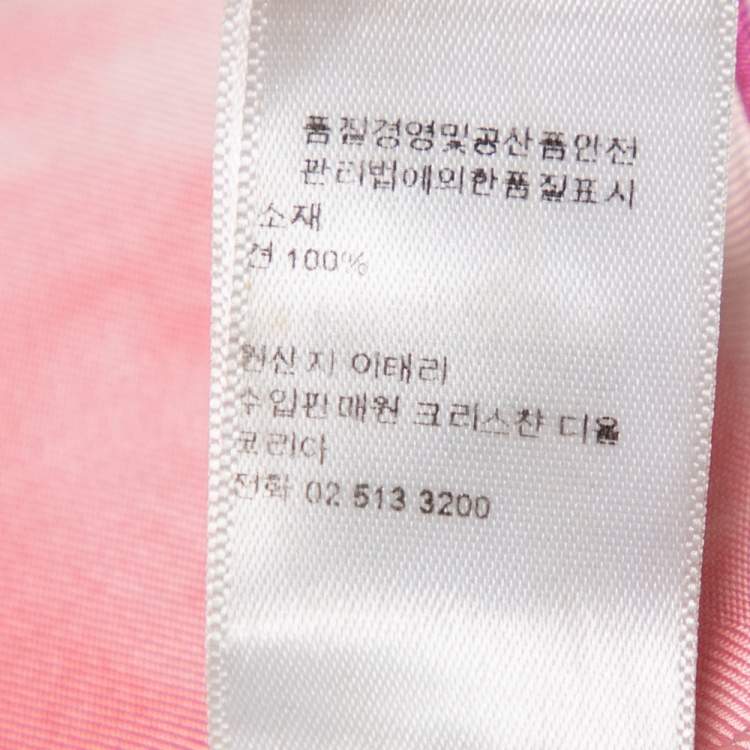 품질경영및공산품안전
관리법에의한품질표시
소재
견 100%
원산지 이태리
수입판매원 크리스챤 디올
코리아
전화 02 513 3200